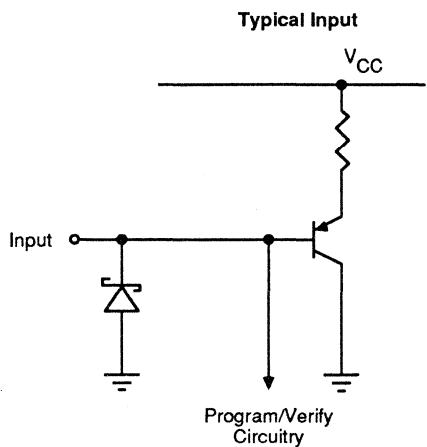 Typical Input
VCC
Input
Program/Verify
Circuitry